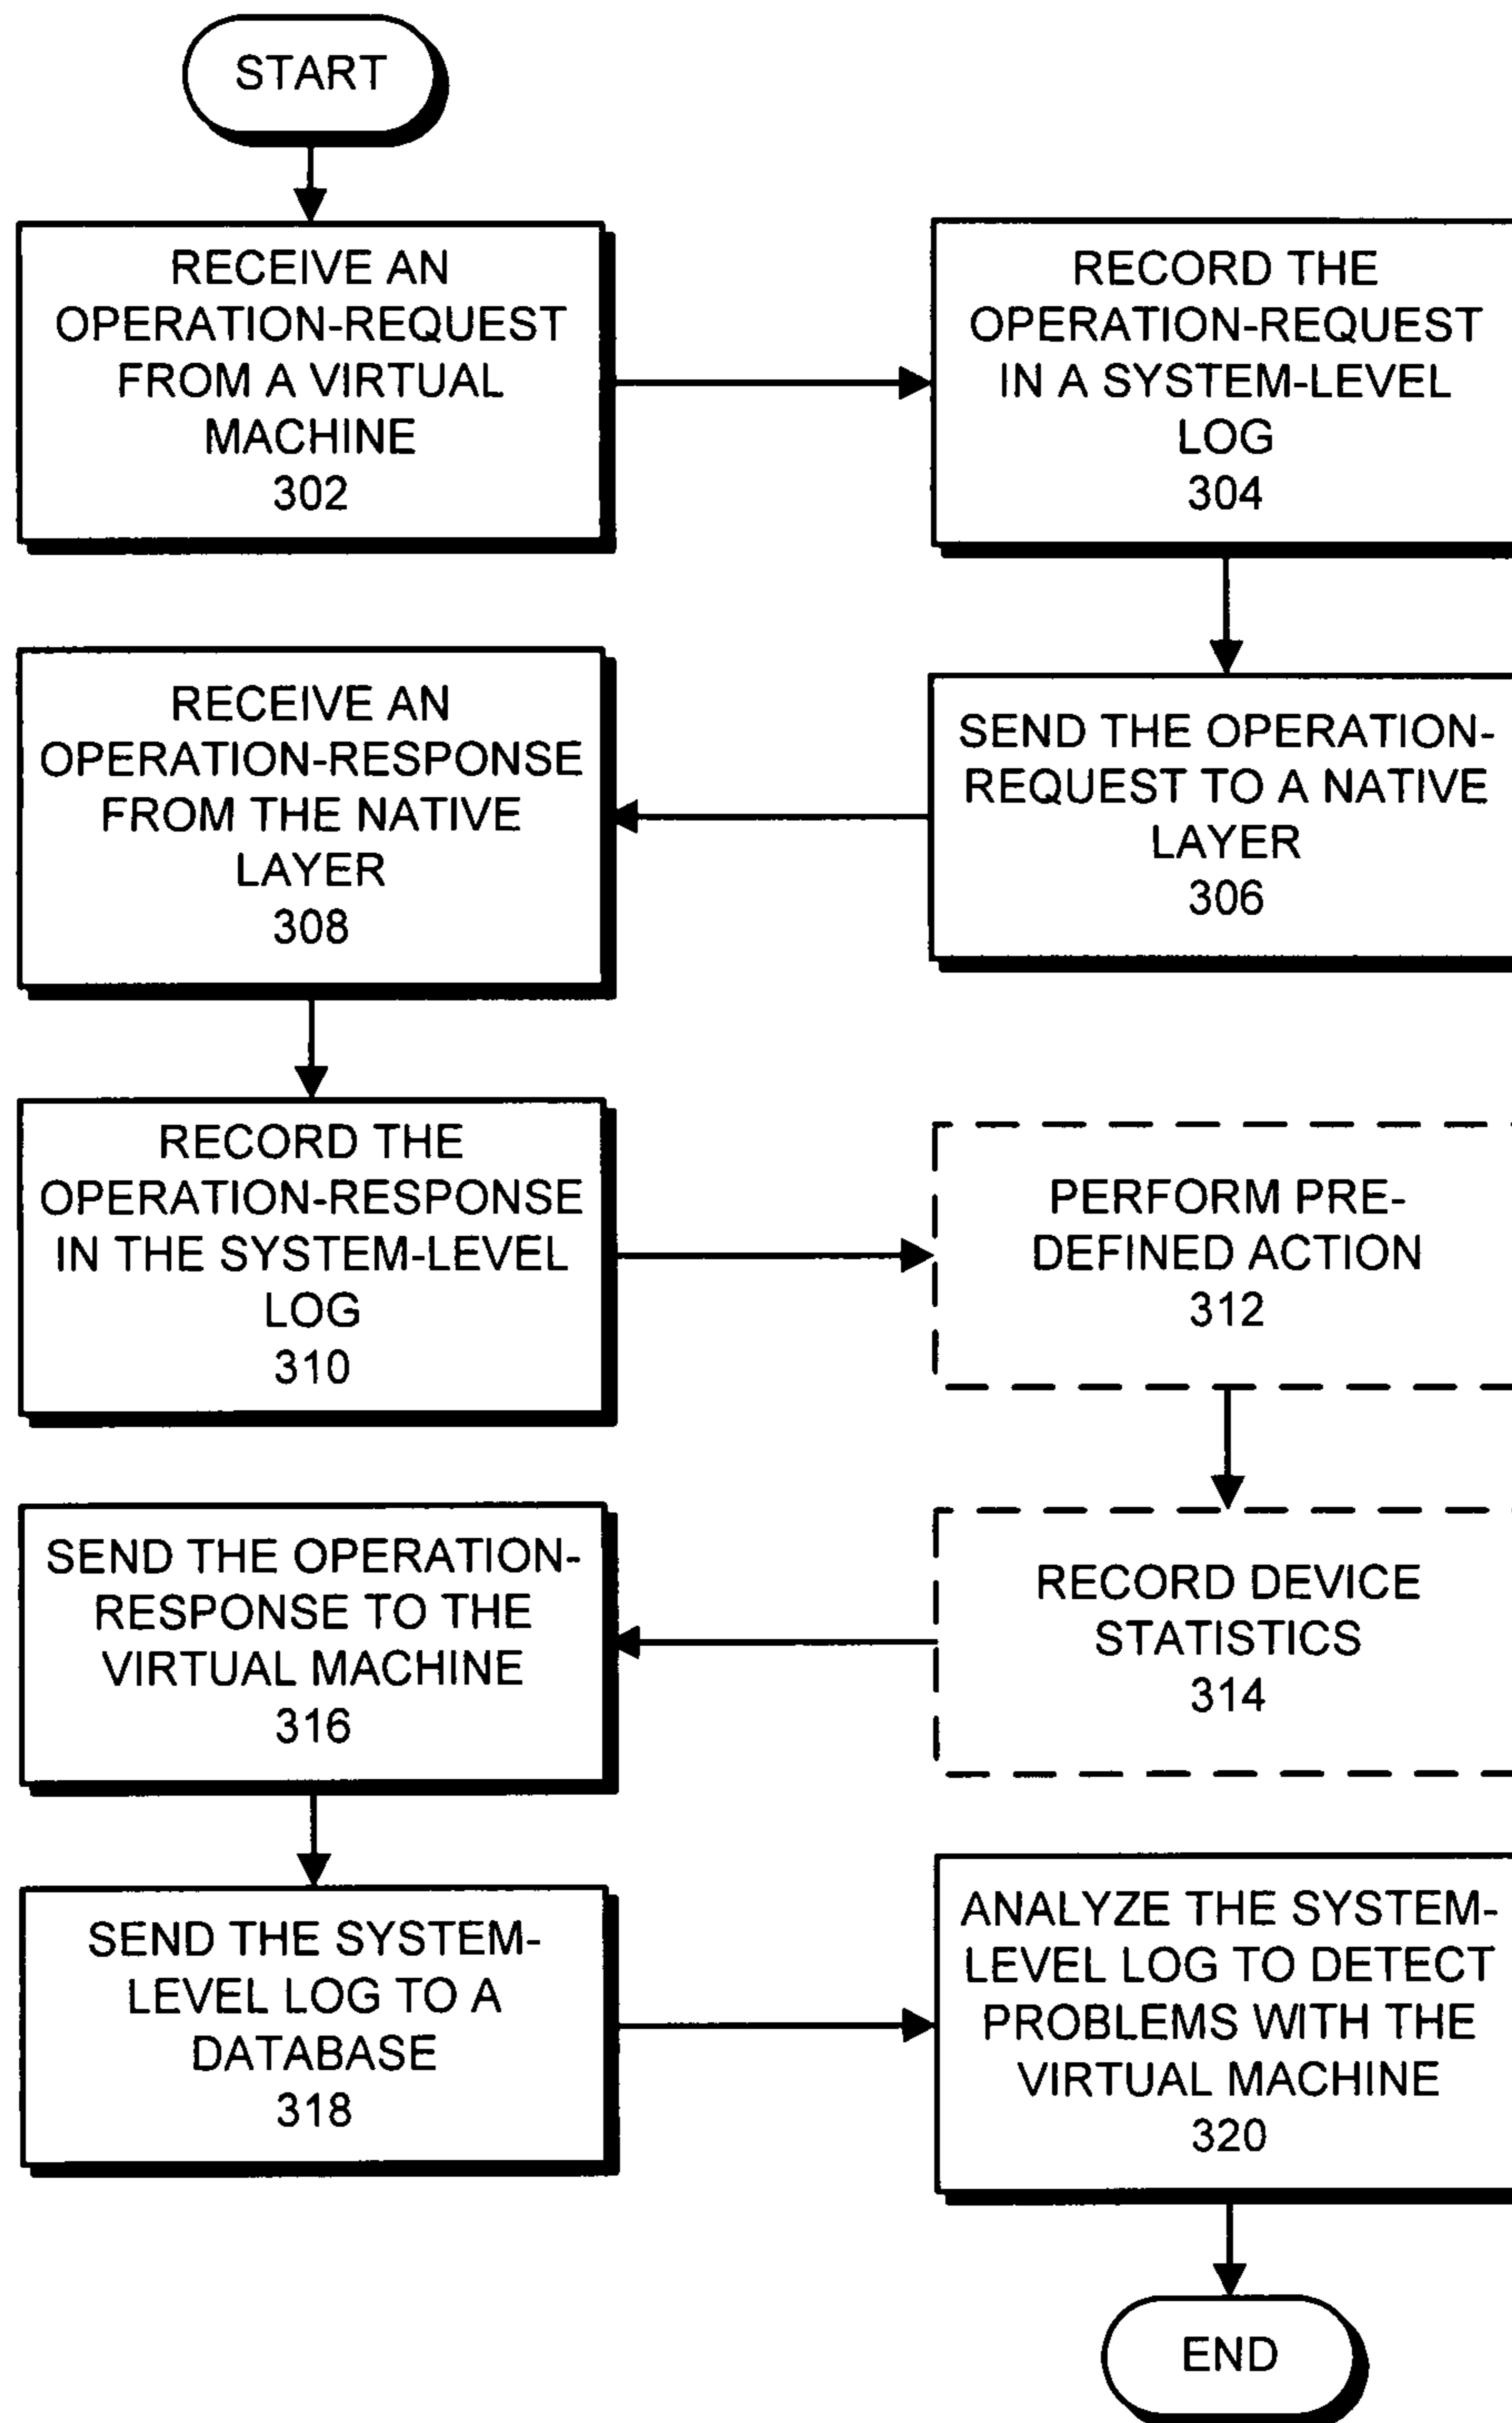 START
RECEIVE AN
OPERATION-REQUEST
FROM A VIRTUAL
MACHINE
302
RECORD THE
OPERATION-REQUEST
IN A SYSTEM-LEVEL
LOG
304
SEND THE OPERATION-
REQUEST TO A NATIVE
LAYER
306
RECEIVE AN
OPERATION-RESPONSE
FROM THE NATIVE
LAYER
308
RECORD THE
OPERATION-RESPONSE
IN THE SYSTEM-LEVEL
LOG
310
PERFORM PRE-
DEFINED ACTION
312
RECORD DEVICE
STATISTICS
314
SEND THE OPERATION-
RESPONSE TO THE
VIRTUAL MACHINE
316
SEND THE SYSTEM-
LEVEL LOG TO A
DATABASE
318
ANALYZE THE SYSTEM-
LEVEL LOG TO DETECT
PROBLEMS WITH THE
VIRTUAL MACHINE
320
END